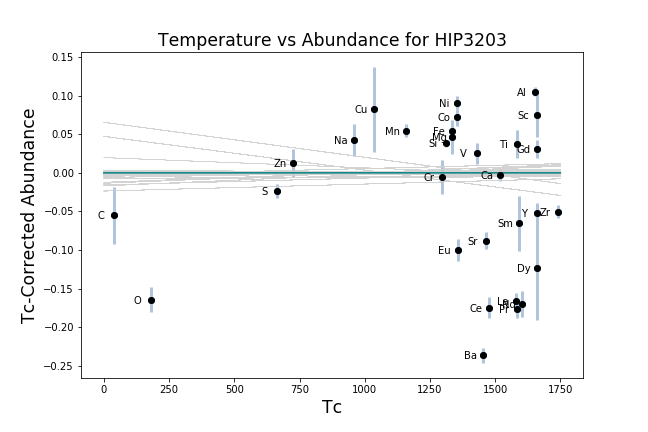 Temperature vs Abundance for HIP3203
Tc-Corrected Abundance
0.15
0.10
0.05
0.00
−0.05
−0.10
−0.15
−0.20
−0.25
Al
Ni
Cu
Sc
Co
Fe
Mn
Mg
Na
Si
Ti
Gd
V
Zn
Ca
Cr
S
C
Y
Zr
Sm
Sr
Eu
Dy
O
La
Nd
Ce
Pr
Ba
0
250
500
750
1000
1250
1500
1750
Tc